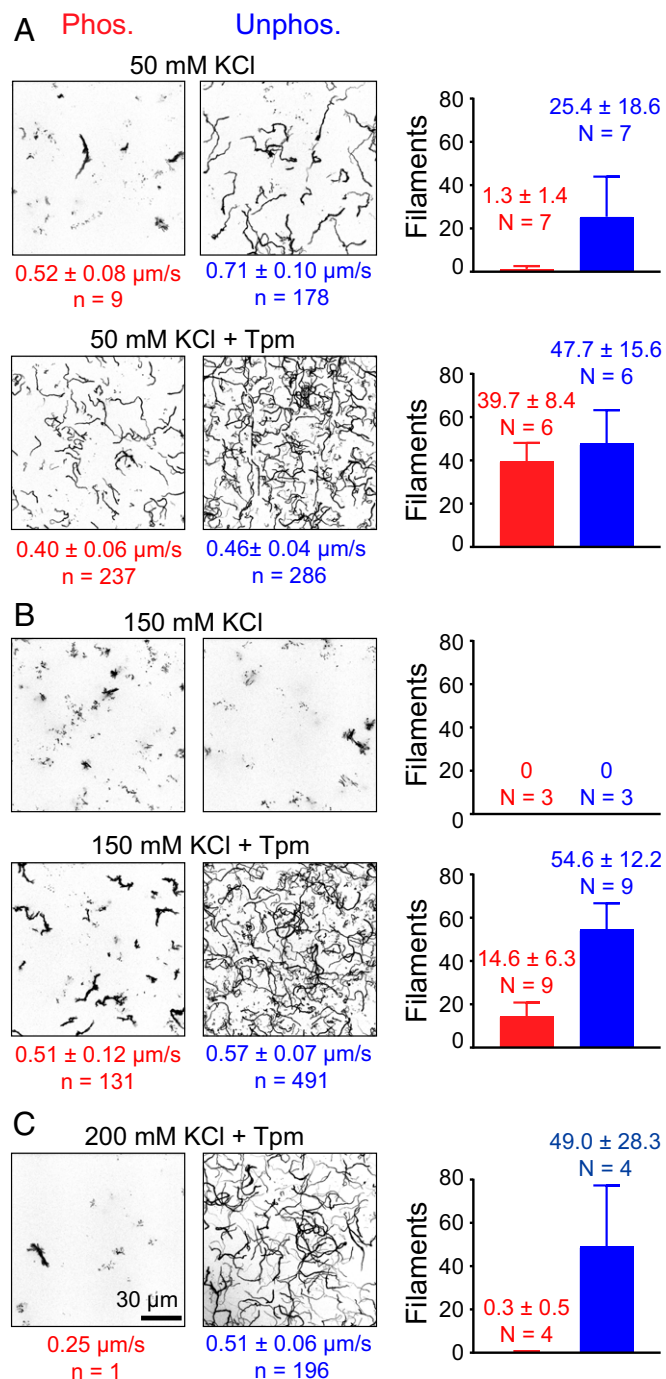 A
Phos.
Unphos.
50 mM KCl
80
60
40
20
0
Filaments
1.3 ± 1.4
N = 7
25.4 ± 18.6
N = 7
0.52 ± 0.08 µm/s
n = 9
0.71 ± 0.10 µm/s
n = 178
50 mM KCl + Tpm
80
60
40
20
0
Filaments
39.7 ± 8.4
N = 6
47.7 ± 15.6
N = 6
0.40 ± 0.06 µm/s
n = 237
0.46± 0.04 µm/s
n = 286
B
150 mM KCl
80
60
40
20
0
Filaments
0
N = 3
0
N = 3
150 mM KCl + Tpm
80
60
40
20
0
Filaments
14.6 ± 6.3
N = 9
54.6 ± 12.2
N = 9
0.51 ± 0.12 µm/s
n = 131
0.57 ± 0.07 µm/s
n = 491
C
200 mM KCl + Tpm
30 µm
80
60
40
20
0
Filaments
0.3 ± 0.5
N = 4
49.0 ± 28.3
N = 4
0.25 µm/s
n = 1
0.51 ± 0.06 µm/s
n = 196